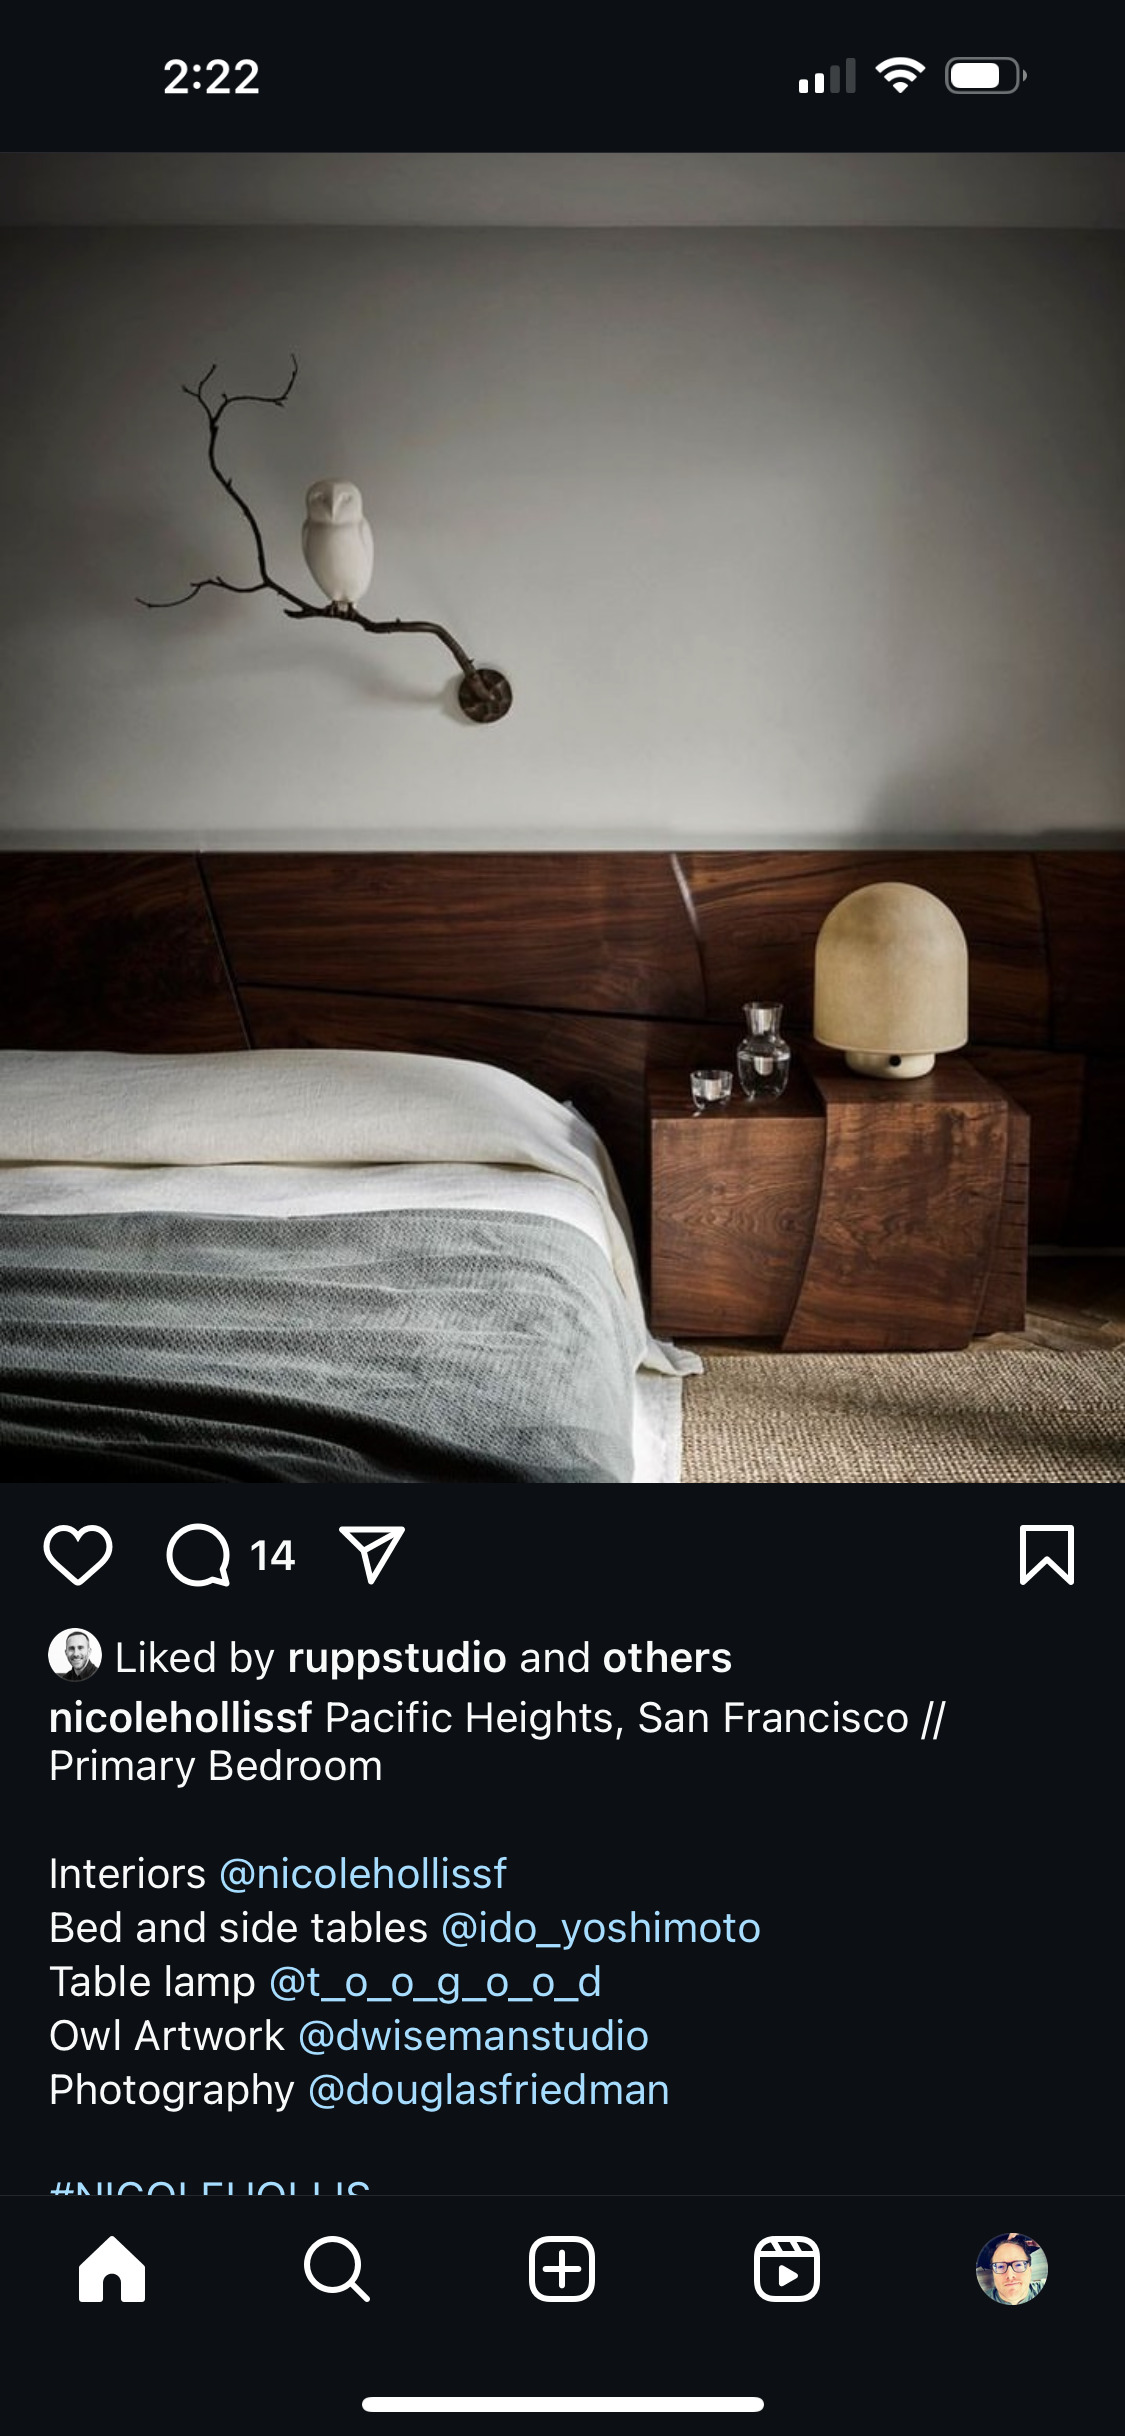 2:22
14
Liked by ruppstudio and others
nicolehollissf Pacific Heights, San Francisco //
Primary Bedroom
Interiors @nicolehollissf
Bed and side tables @ido_yoshimoto
Table lamp @t_o_o_g_o_o_d
Owl Artwork @dwisemanstudio
Photography @douglasfriedman
#NICOLEHOLLIS